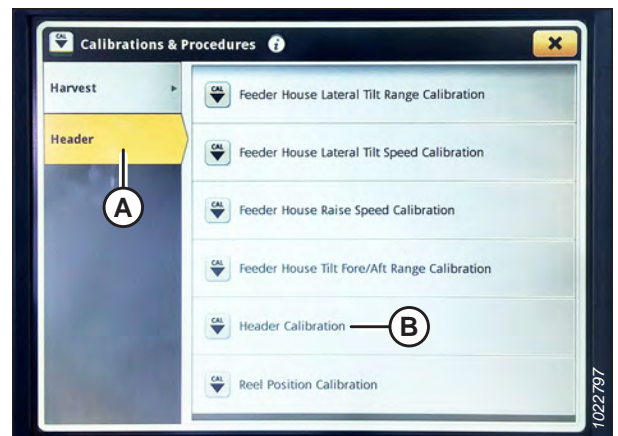 CAL Calibrations & Procedures i
Harvest
Header
A
CAL Feeder House Lateral Tilt Range Calibration
CAL Feeder House Lateral Tilt Speed Calibration
CAL Feeder House Raise Speed Calibration
CAL Feeder House Tilt Fore/Aft Range Calibration
CAL Header Calibration B
CAL Reel Position Calibration
1022797